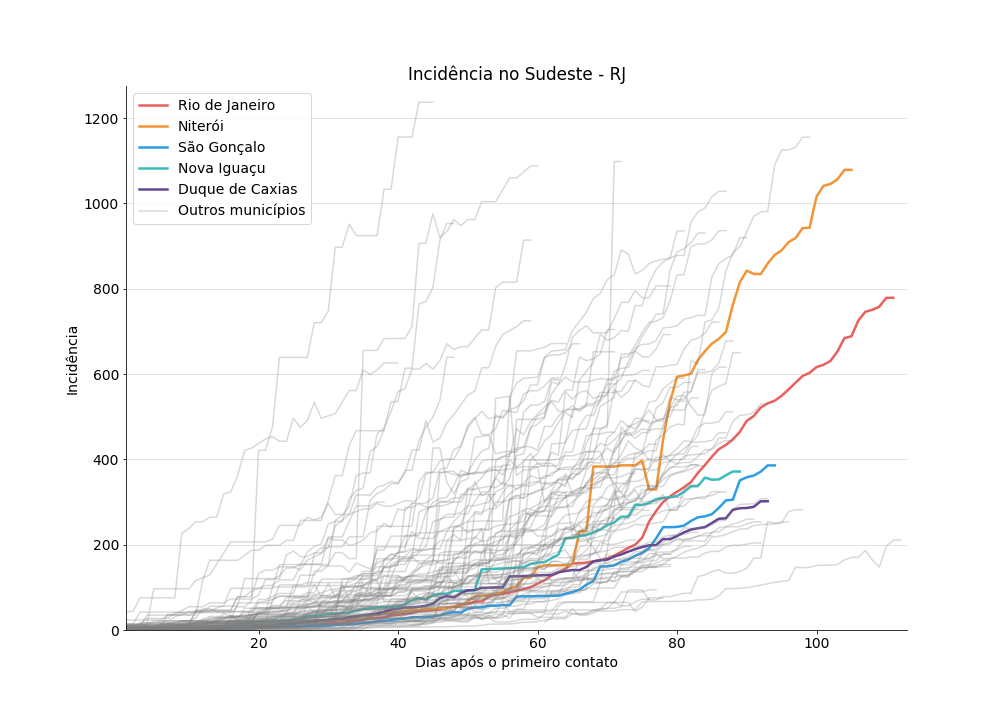 Incidência no Sudeste - RJ
Rio de Janeiro
Niterói
São Gonçalo
Nova Iguaçu
Duque de Caxias
Outros municípios
1200
1000
800
600
400
200
0
Incidência
20 40 60 80 100
Dias após o primeiro contato